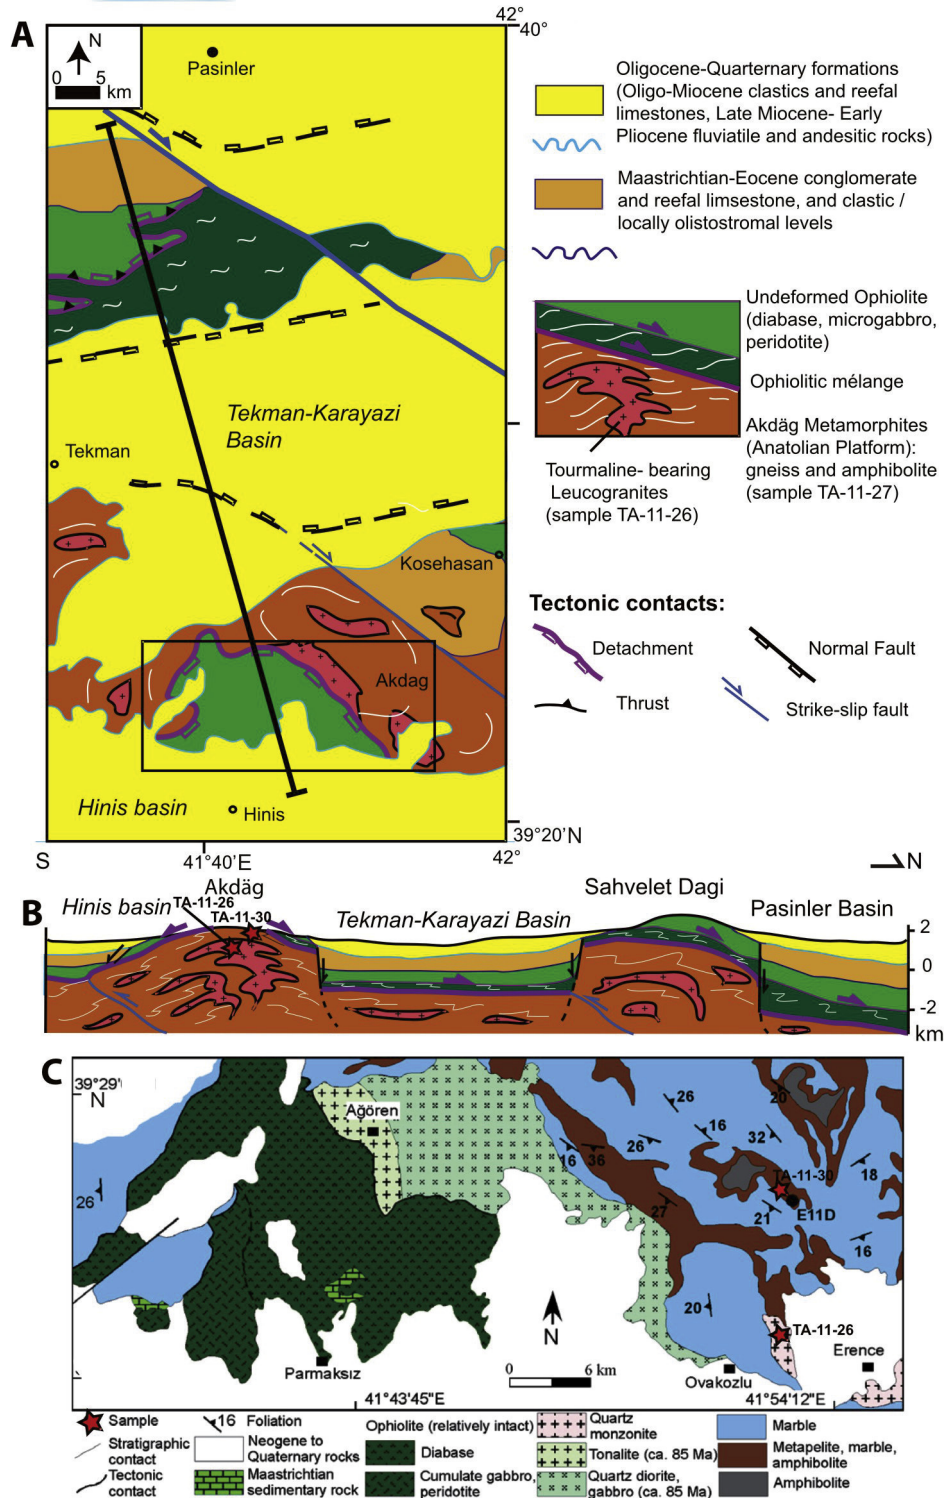 A
42°
40°
N
0 5
km
Pasinler
Tekman-Karayazi
Basin
Tekman
Kosehasan
Akdag
Hinis basin
Hinis
39°20'N
S
41°40'E
42°
N
Oligocene-Quarternary formations
(Oligo-Miocene clastics and reefal
limestones, Late Miocene- Early
Pliocene fluviatile and andesitic rocks)
Maastrichtian-Eocene conglomerate
and reefal limsestone, and clastic /
locally olistostromal levels
Undeformed Ophiolite
(diabase, microgabbro,
peridotite)
Ophiolitic mélange
Akdäg Metamorphites
(Anatolian Platform):
gneiss and amphibolite
(sample TA-11-27)
Tourmaline- bearing
Leucogranites
(sample TA-11-26)
Tectonic contacts:
Detachment
Normal Fault
Thrust
Strike-slip fault
B
Hinis basin
Akdäg
TA-11-26
TA-11-30
Tekman-Karayazi Basin
Sahvelet Dagi
Pasinler Basin
2
0
-2
km
C
39°29'
N
Ağören
26
26
16
26
32
20
16
36
TA-11-30
18
27
21
E11D
16
20
TA-11-26
N
Parmaksız
0 6 km
Ovakozlu
Erence
41°43'45"E
41°54'12"E
Sample
Stratigraphic
contact
Tectonic
contact
16 Foliation
Neogene to
Quaternary rocks
Maastrichtian
sedimentary rock
Ophiolite (relatively intact)
Diabase
Cumulate gabbro,
peridotite
Quartz
monzonite
Tonalite (ca. 85 Ma)
Quartz diorite,
gabbro (ca. 85 Ma)
Marble
Metapelite, marble,
amphibolite
Amphibolite